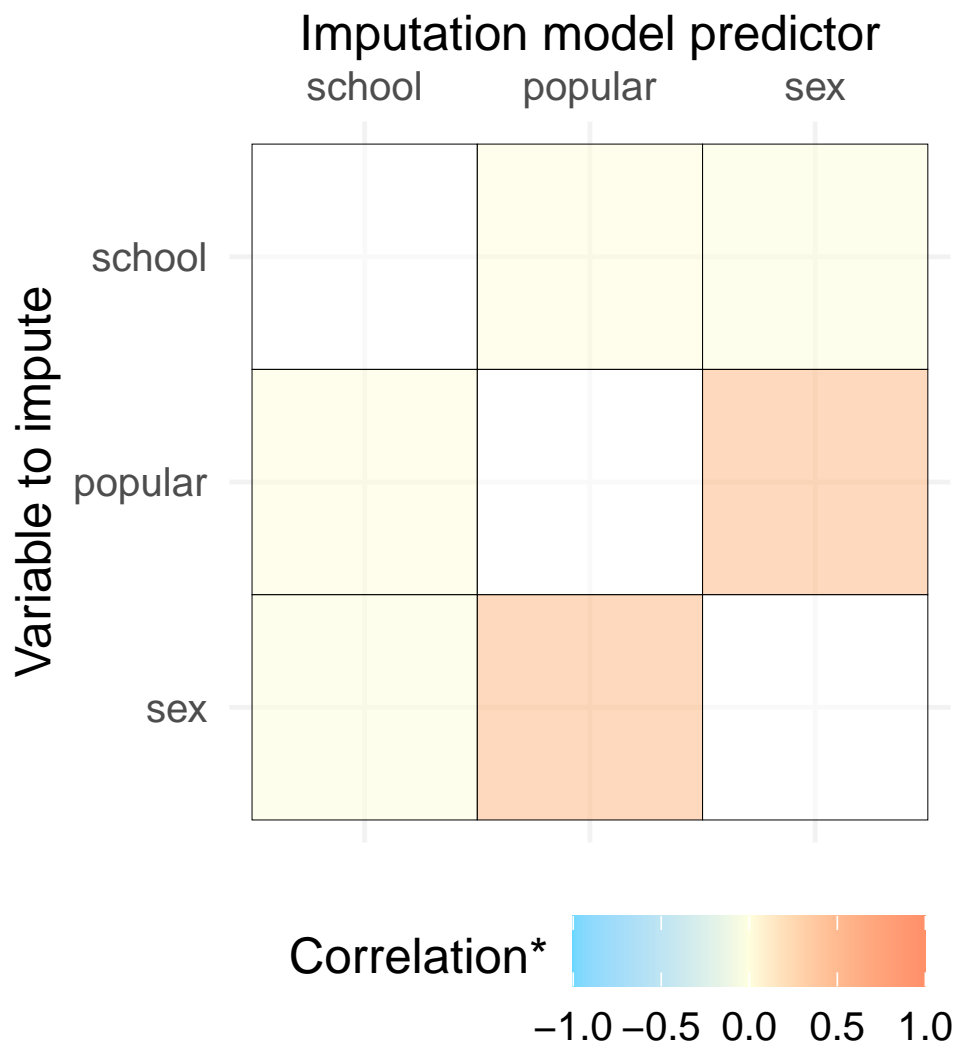 Imputation model predictor
school popular sex
Variable to impute
school
popular
sex
Correlation*
−1.0 −0.5 0.0 0.5 1.0